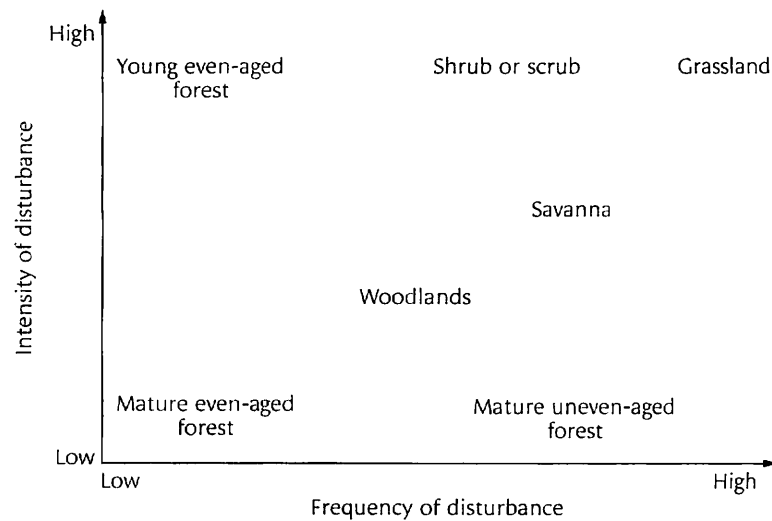 High
Young even-aged
forest
Shrub or scrub
Grassland
Savanna
Woodlands
Mature even-aged
forest
Mature uneven-aged
forest
Low
Low
High
Frequency of disturbance
Intensity of disturbance